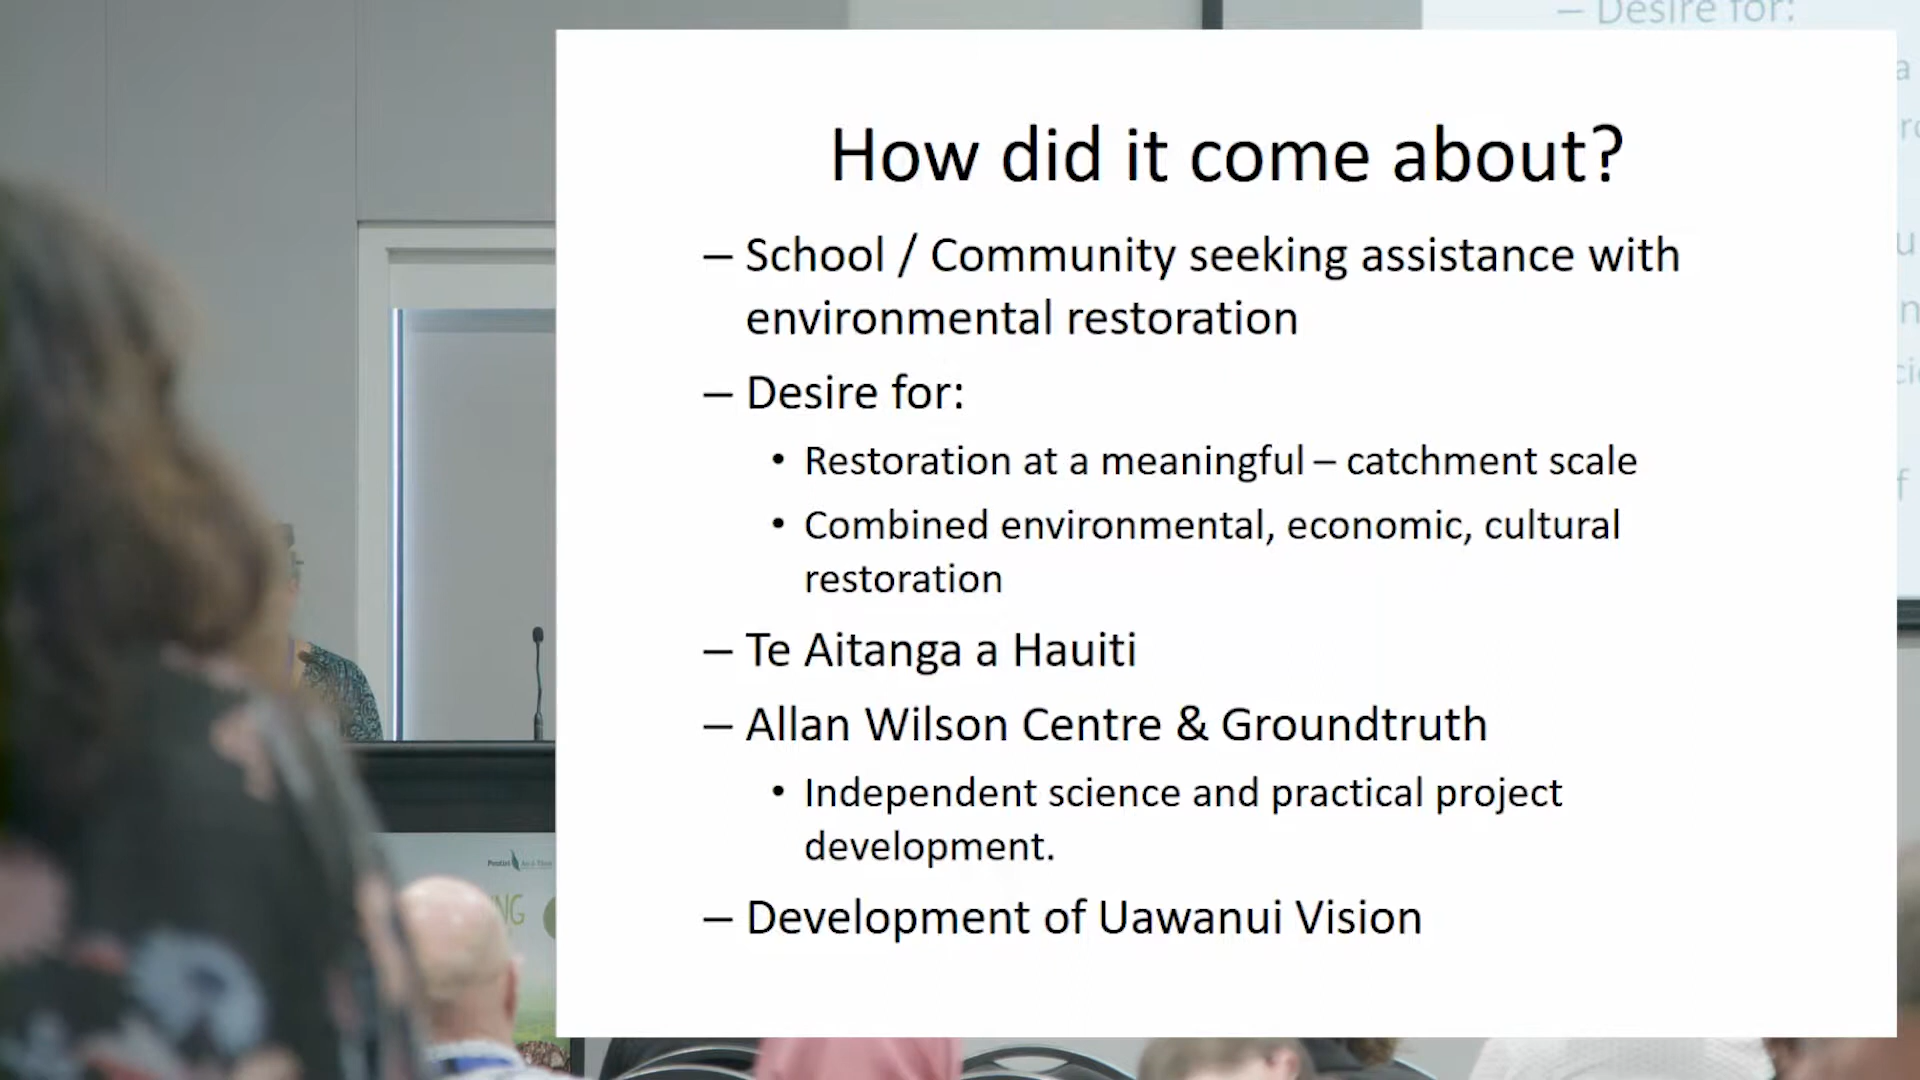 – Desire for:
How did it come about?
– School / Community seeking assistance with
environmental restoration
– Desire for:
• Restoration at a meaningful – catchment scale
• Combined environmental, economic, cultural
restoration
– Te Aitanga a Hauiti
– Allan Wilson Centre & Groundtruth
• Independent science and practical project
development.
– Development of Uawanui Vision